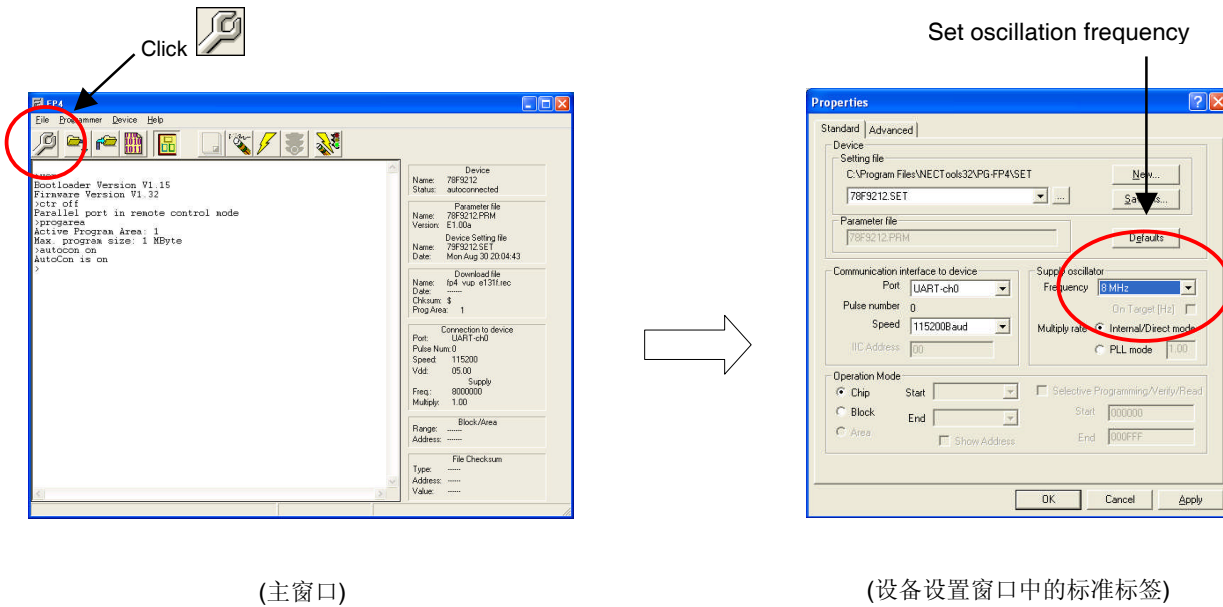 Click
Set oscillation frequency
FP4
File Programmer Device Help
>ver
Bootloader Version V1.15
Firmware Version V1.32
>ctr off
Parallel port in remote control mode
>progarea
Active Program Area: 1
Max. program size: 1 MByte
>autocon on
AutoCon is on
>
Device
Name: 78F9212
Status: autoconnected
Parameter file
Name: 78F9212.PRM
Version: E1.00a
Device Setting file
Name: 79F9212.SET
Date: Mon Aug 30 20:04:43
Download file
Name: fp4_vup_e131f.rec
Date: ------
Chksum: $
Prog Area: 1
Connection to device
Port: UART-ch0
Pulse Num: 0
Speed: 115200
Vdd: 05.00
Supply
Freq.: 8000000
Multiply: 1.00
Block/Area
Range: ------
Address: ------
File Checksum
Type: ------
Address: ------
Value: ------
(主窗口)
Properties
Standard Advanced
Device
Setting file
C:\Program Files\NECTools32\PG-FP4\SET
New...
78F9212.SET
...
Parameter file
78F9212.PRM
Defaults
Communication interface to device
Port UART-ch0
Pulse number 0
Speed 115200Baud
IIC Address 00
Supply oscillator
Frequency 8 MHz
On Target [Hz]
Multiply rate Internal/Direct mode
PLL mode 1.00
Operation Mode
Chip Start
Block End
Area Show Address
Selective Programming/Verify/Read
Start 000000
End 000FFF
OK Cancel Apply
(设备设置窗口中的标准标签)